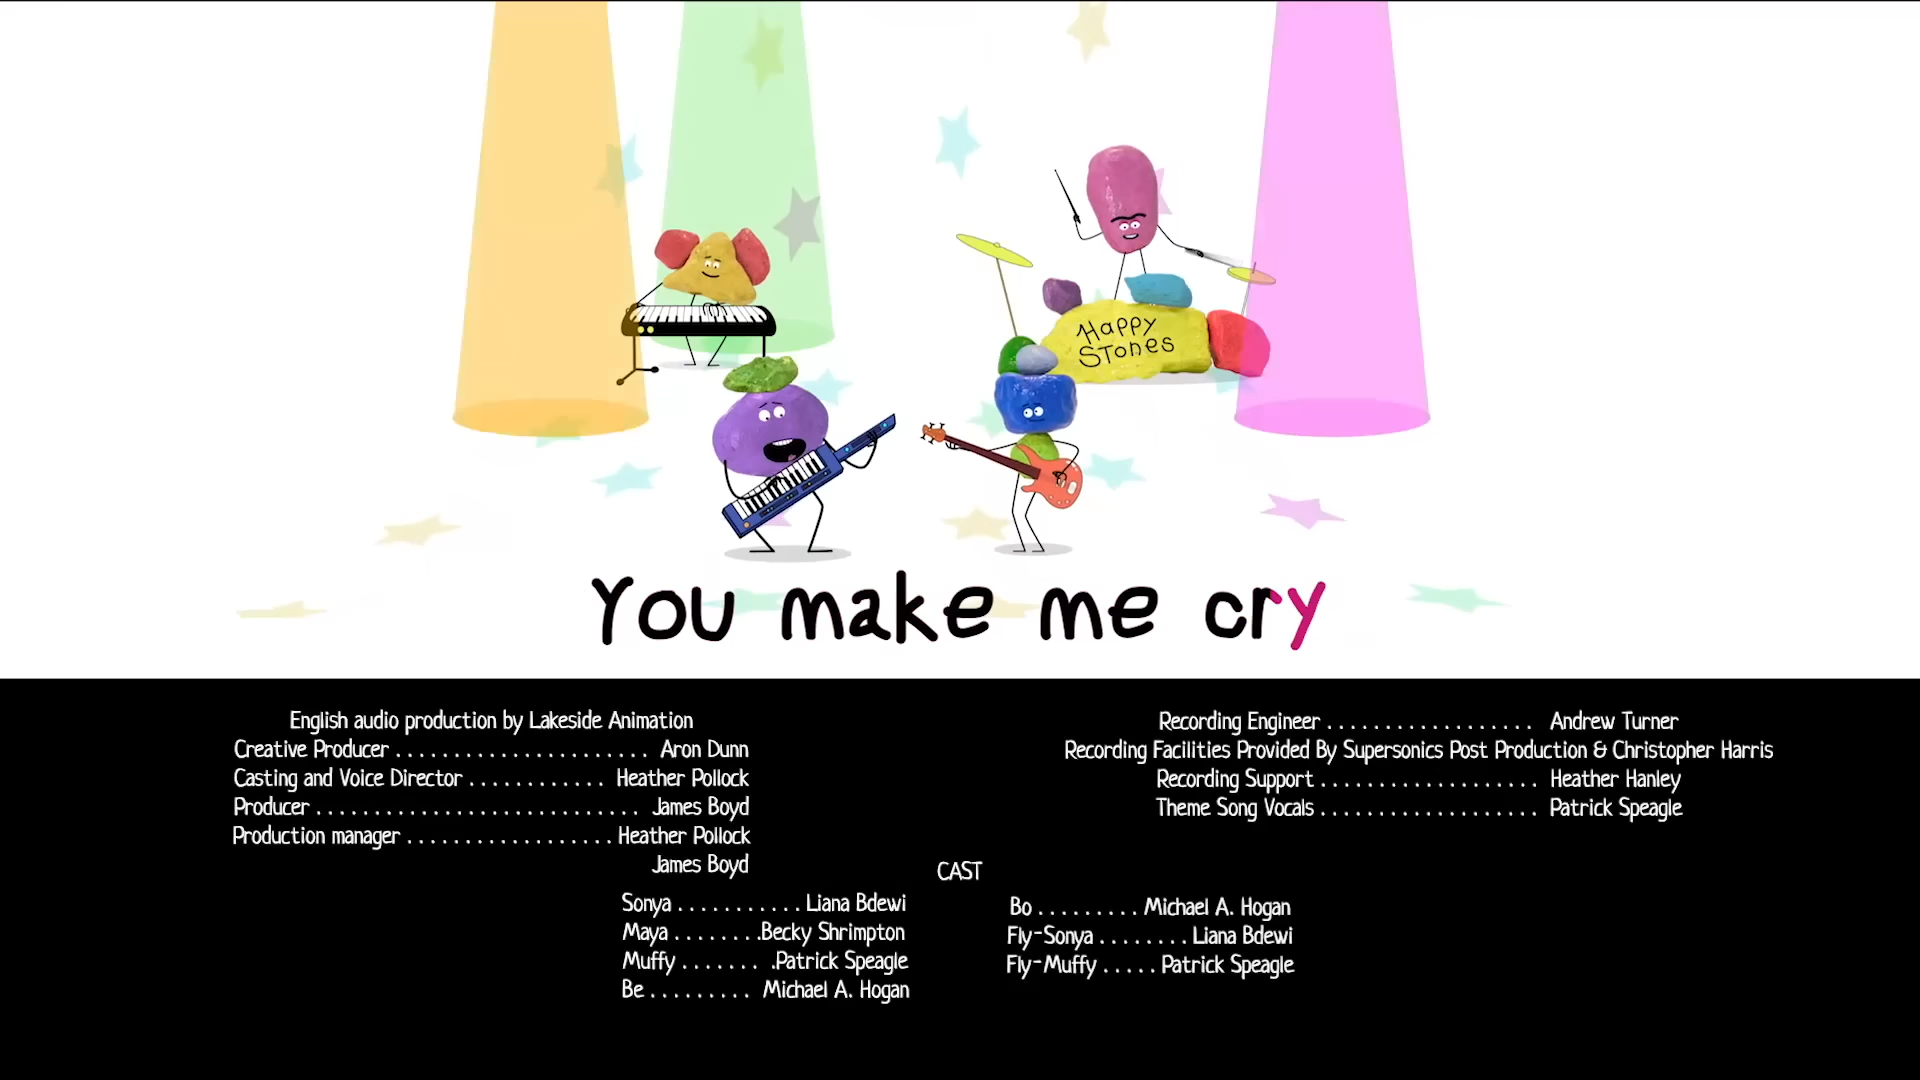 Happy
Stones
You make me cry
English audio production by Lakeside Animation
Creative Producer . . . . . . . . . . . . . . . . . . . . . . Aron Dunn
Casting and Voice Director . . . . . . . . . . . . Heather Pollock
Producer . . . . . . . . . . . . . . . . . . . . . . . . . . . . James Boyd
Production manager . . . . . . . . . . . . . . . . . . Heather Pollock
James Boyd
Recording Engineer . . . . . . . . . . . . . . . . . . Andrew Turner
Recording Facilities Provided By Supersonics Post Production & Christopher Harris
Recording Support . . . . . . . . . . . . . . . . . . . Heather Hanley
Theme Song Vocals . . . . . . . . . . . . . . . . . . . Patrick Speagle
CAST
Sonya . . . . . . . . . . . Liana Bdewi
Maya . . . . . . . .Becky Shrimpton
Muffy . . . . . . . .Patrick Speagle
Be . . . . . . . . . Michael A. Hogan
Bo . . . . . . . . . Michael A. Hogan
Fly-Sonya . . . . . . . . Liana Bdewi
Fly-Muffy . . . . . Patrick Speagle